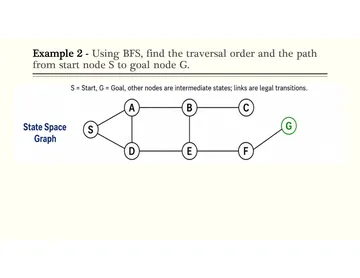 Example 2 - Using BFS, find the traversal order and the path
from start node S to goal node G.
S = Start, G = Goal, other nodes are intermediate states; links are legal transitions.
A B C
State Space S G
Graph
D E F